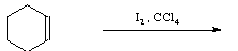 I₂ . CCl₄